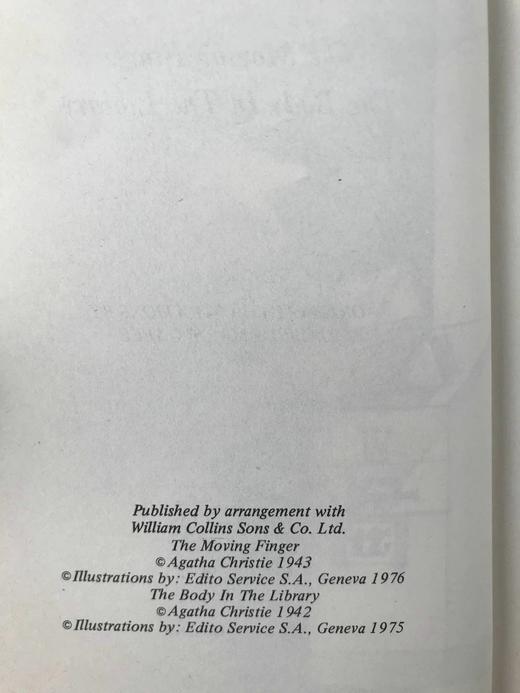 Published by arrangement with
William Collins Sons & Co. Ltd.
The Moving Finger
© Agatha Christie 1943
© Illustrations by: Edito Service S.A., Geneva 1976
The Body In The Library
© Agatha Christie 1942
© Illustrations by: Edito Service S.A., Geneva 1975